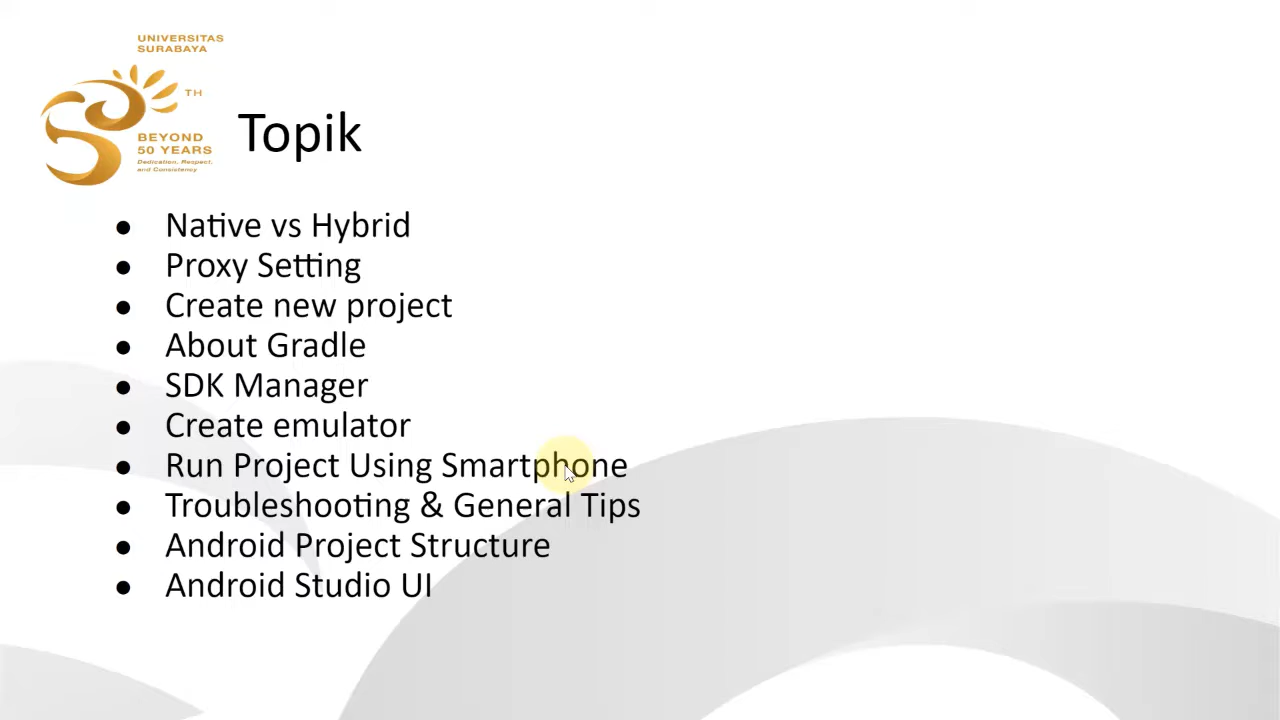 UNIVERSITAS
SURABAYA
TH
BEYOND
50 YEARS
Dedication, Respect,
and Consistency
Topik
● Native vs Hybrid
● Proxy Setting
● Create new project
● About Gradle
● SDK Manager
● Create emulator
● Run Project Using Smartphone
● Troubleshooting & General Tips
● Android Project Structure
● Android Studio UI